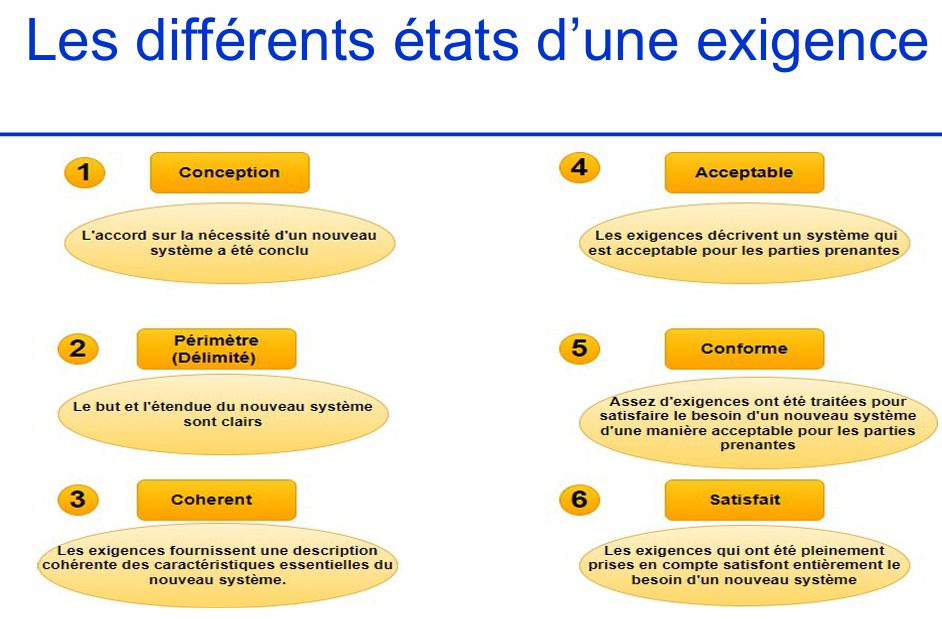 Les différents états d’une exigence
1
Conception
L'accord sur la nécessité d'un nouveau
système a été conclu
2
Périmètre
(Délimité)
Le but et l'étendue du nouveau système
sont clairs
3
Coherent
Les exigences fournissent une description
cohérente des caractéristiques essentielles du
nouveau système.
4
Acceptable
Les exigences décrivent un système qui
est acceptable pour les parties prenantes
5
Conforme
Assez d'exigences ont été traitées pour
satisfaire le besoin d'un nouveau système
d'une manière acceptable pour les parties
prenantes
6
Satisfait
Les exigences qui ont été pleinement
prises en compte satisfont entièrement le
besoin d'un nouveau système